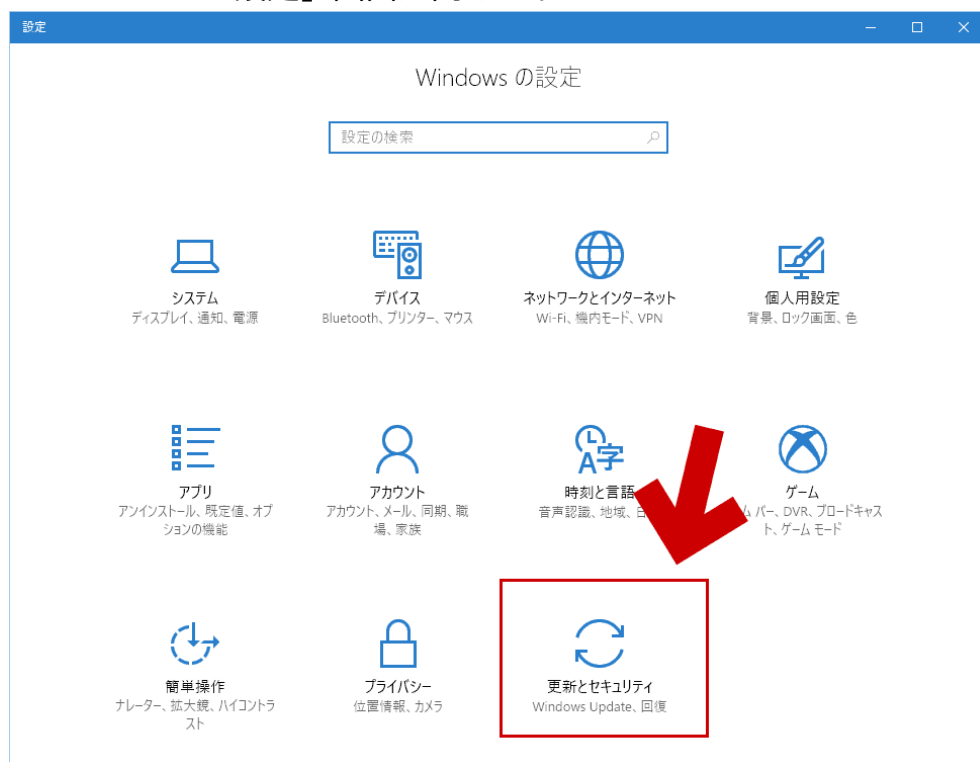 設定
Windows の設定
設定の検索
システム
ディスプレイ、通知、電源
デバイス
Bluetooth、プリンター、マウス
ネットワークとインターネット
Wi-Fi、機内モード、VPN
個人用設定
背景、ロック画面、色
アプリ
アンインストール、既定値、オプ
ションの機能
アカウント
アカウント、メール、同期、職
場、家族
時刻と言語
音声認識、地域、
ゲーム
バー、DVR、ブロードキャス
ト、ゲーム モード
簡単操作
ナレーター、拡大鏡、ハイコントラ
スト
プライバシー
位置情報、カメラ
更新とセキュリティ
Windows Update、回復